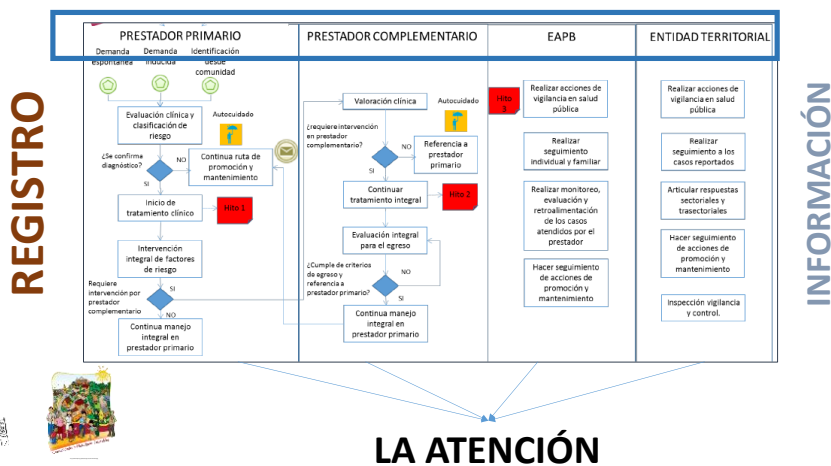 PRESTADOR PRIMARIO
PRESTADOR COMPLEMENTARIO
EAPB
ENTIDAD TERRITORIAL
REGISTRO
INFORMACIÓN
Demanda
espontánea
Demanda
inducida
Identificación
desde
comunidad
Evaluación clínica y
clasificación de
riesgo
Autocuidado
¿Se confirma
diagnóstico?
NO
SI
Continua ruta de
promoción y
mantenimiento
Inicio de
tratamiento clínico
Hito 1
Intervención
integral de factores
de riesgo
Requiere
intervención por
prestador
complementario
SI
NO
Continua manejo
integral en
prestador primario
Valoración clínica
Autocuidado
¿requiere intervención
en prestador
complementario?
NO
SI
Referencia a
prestador
primario
Continuar
tratamiento integral
Hito 2
Evaluación integral
para el egreso
¿Cumple de criterios
de egreso y
referencia a
prestador primario?
NO
SI
Continua manejo
integral en
prestador primario
Hito
3
Realizar acciones de
vigilancia en salud
pública
Realizar
seguimiento
individual y familiar
Realizar monitoreo,
evaluación y
retroalimentación
de los casos
atendidos por el
prestador
Hacer seguimiento
de acciones de
promoción y
mantenimiento
Realizar acciones de
vigilancia en salud
pública
Realizar
seguimiento a los
casos reportados
Articular respuestas
sectoriales y
trasectoriales
Hacer seguimiento
de acciones de
promoción y
mantenimiento
Inspección vigilancia
y control.
LA ATENCIÓN